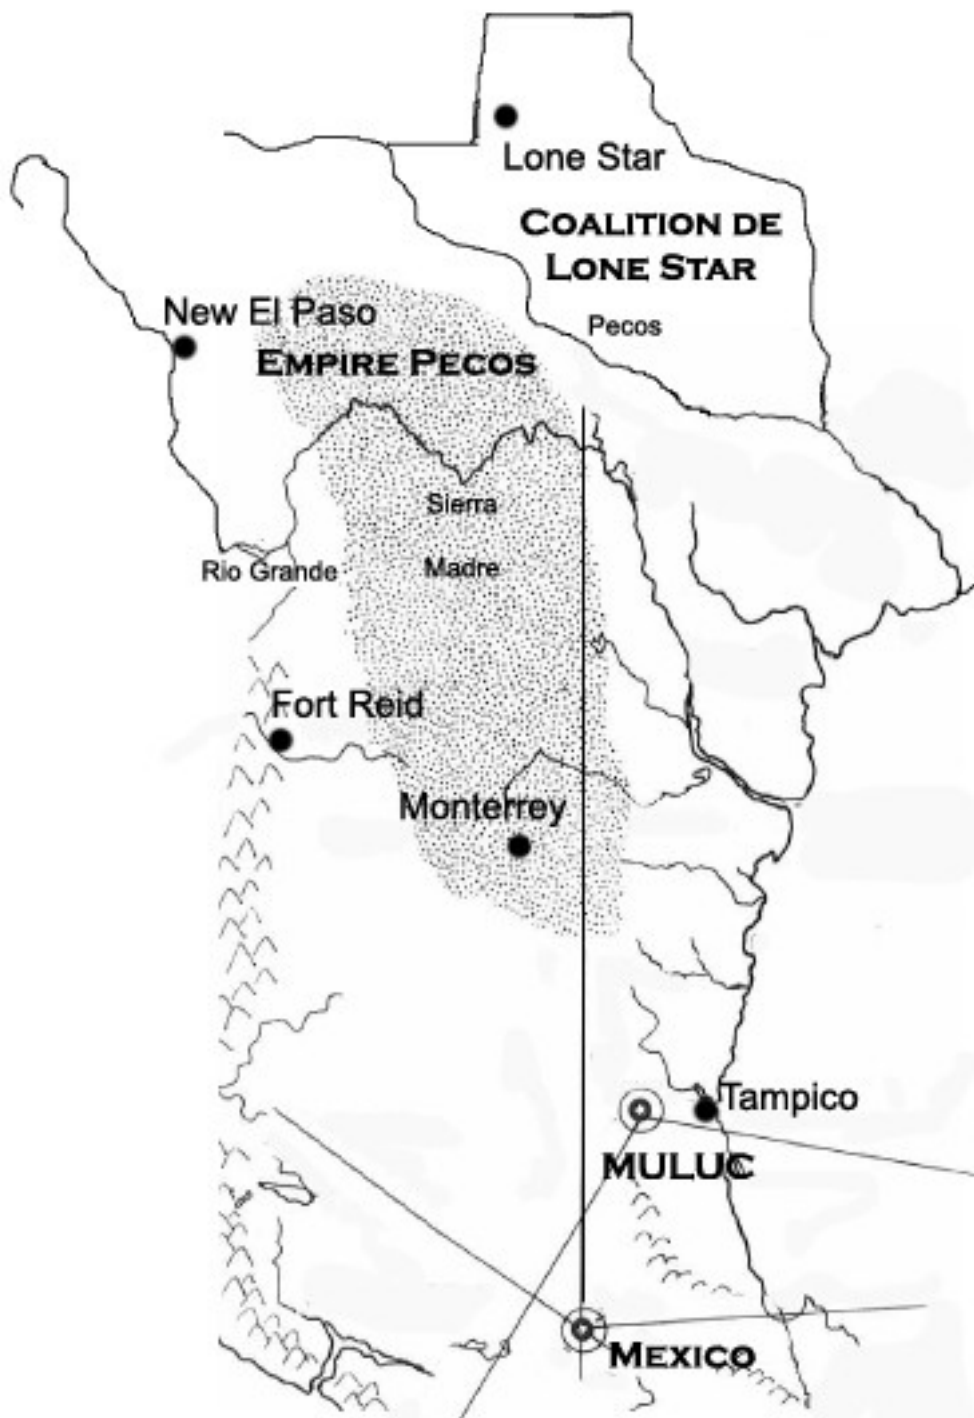 Lone Star
COALITION DE
LONE STAR
Pecos
New El Paso
EMPIRE PECOS
Sierra
Madre
Rio Grande
Fort Reid
Monterrey
Tampico
MULUC
MEXICO